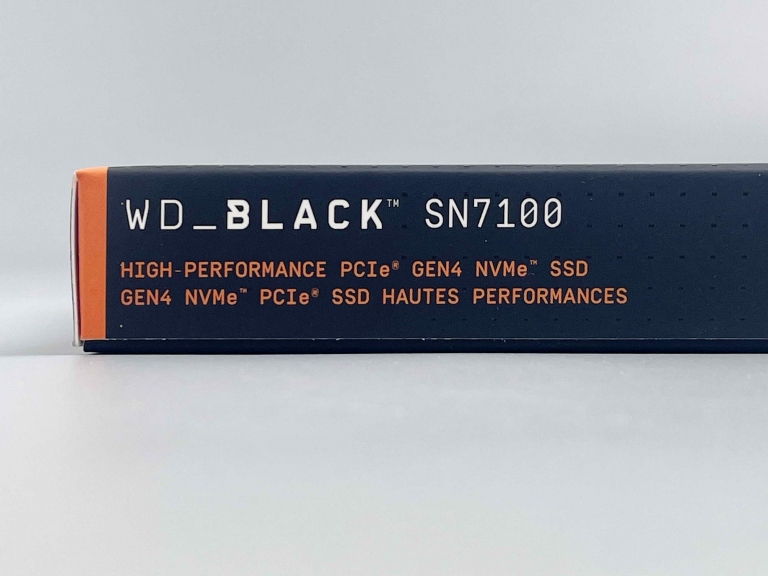 WD_BLACK™ SN7100
HIGH-PERFORMANCE PCIe® GEN4 NVMe™ SSD
GEN4 NVMe™ PCIe® SSD HAUTES PERFORMANCES